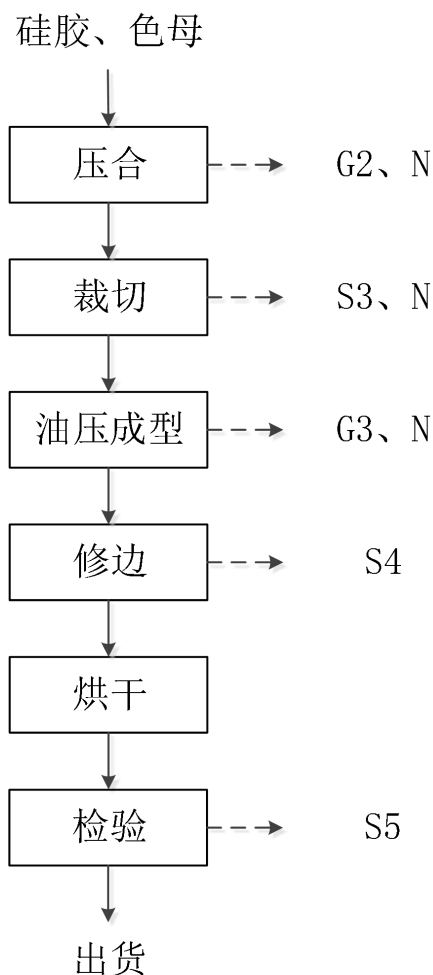 硅胶、色母
压合 G2、N
裁切 S3、N
油压成型 G3、N
修边 S4
烘干
检验 S5
出货